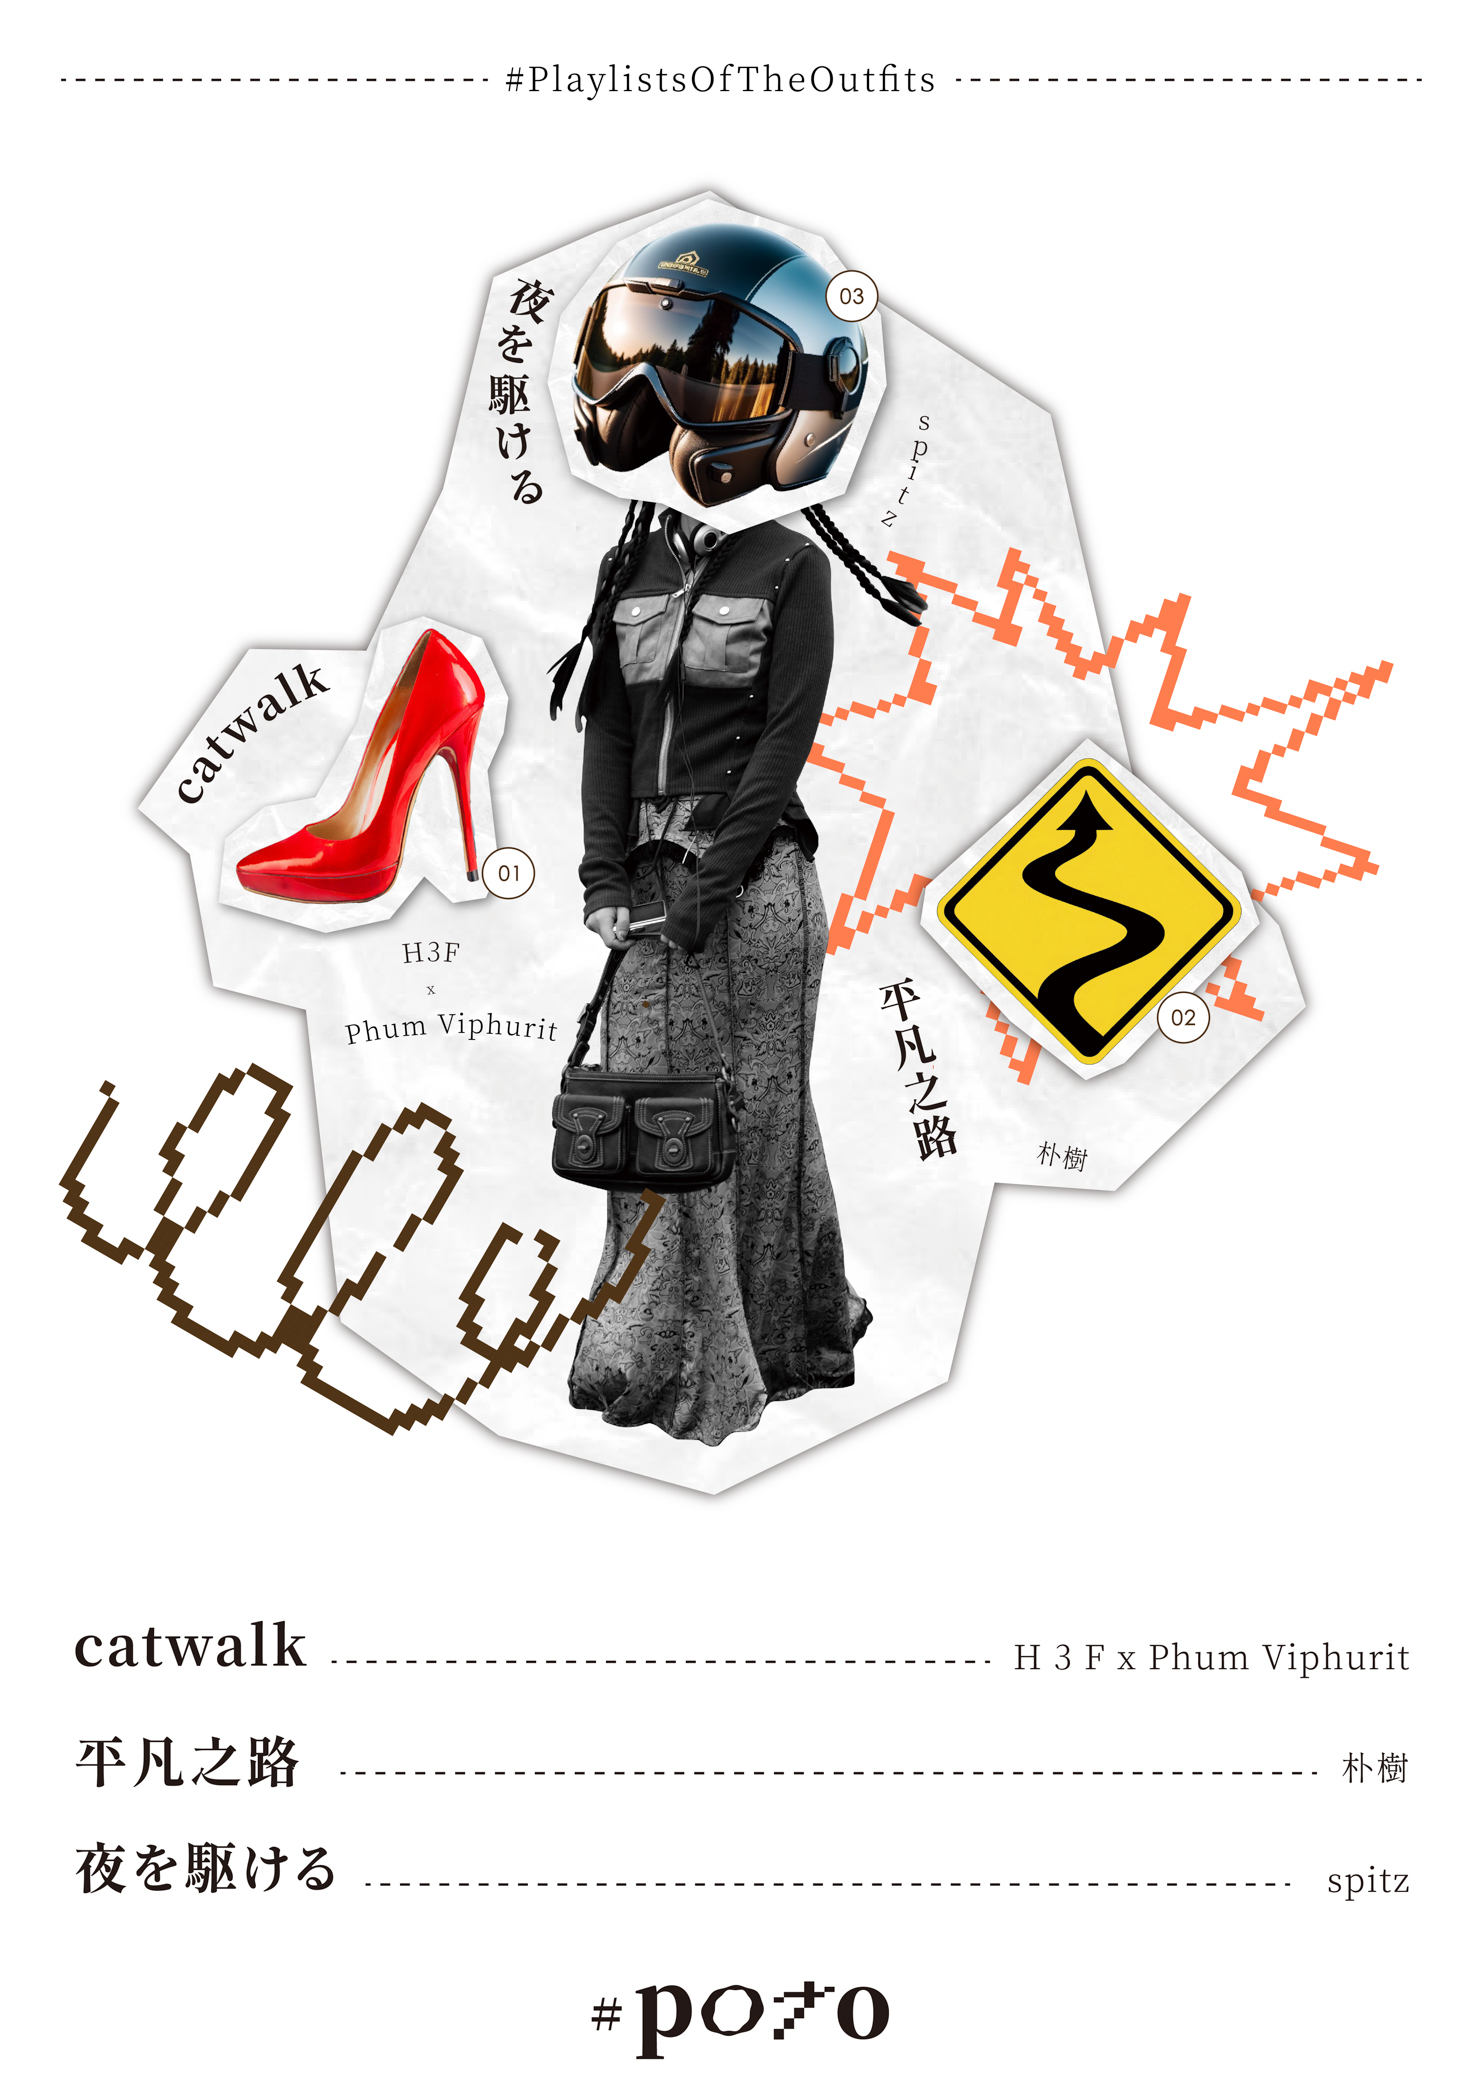 #PlaylistsOfTheOutfits
夜を駆ける
03
spitz
catwalk
01
H3F
x
Phum Viphurit
02
平凡之路
朴樹
catwalk H 3 F x Phum Viphurit
平凡之路 朴樹
夜を駆ける spitz
#poto